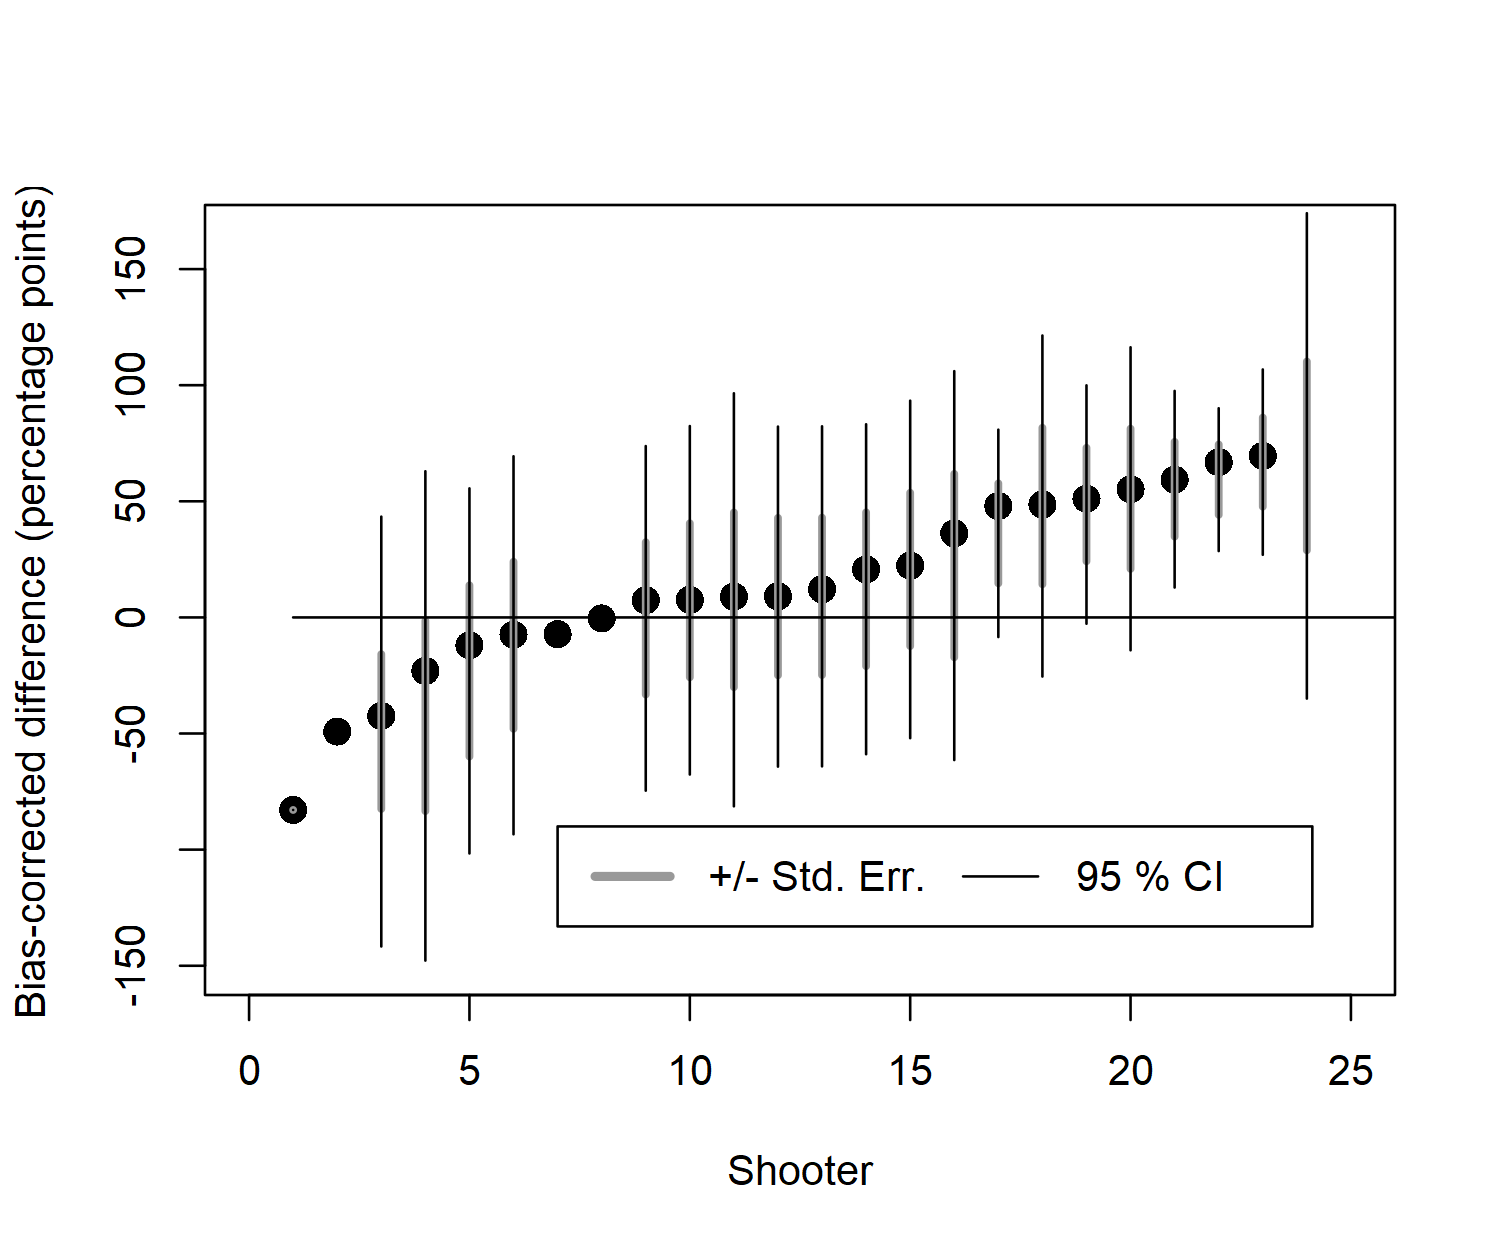 Bias-corrected difference (percentage points)
150
100
50
0
-50
-150
+/- Std. Err.
95 % CI
0 5 10 15 20 25
Shooter